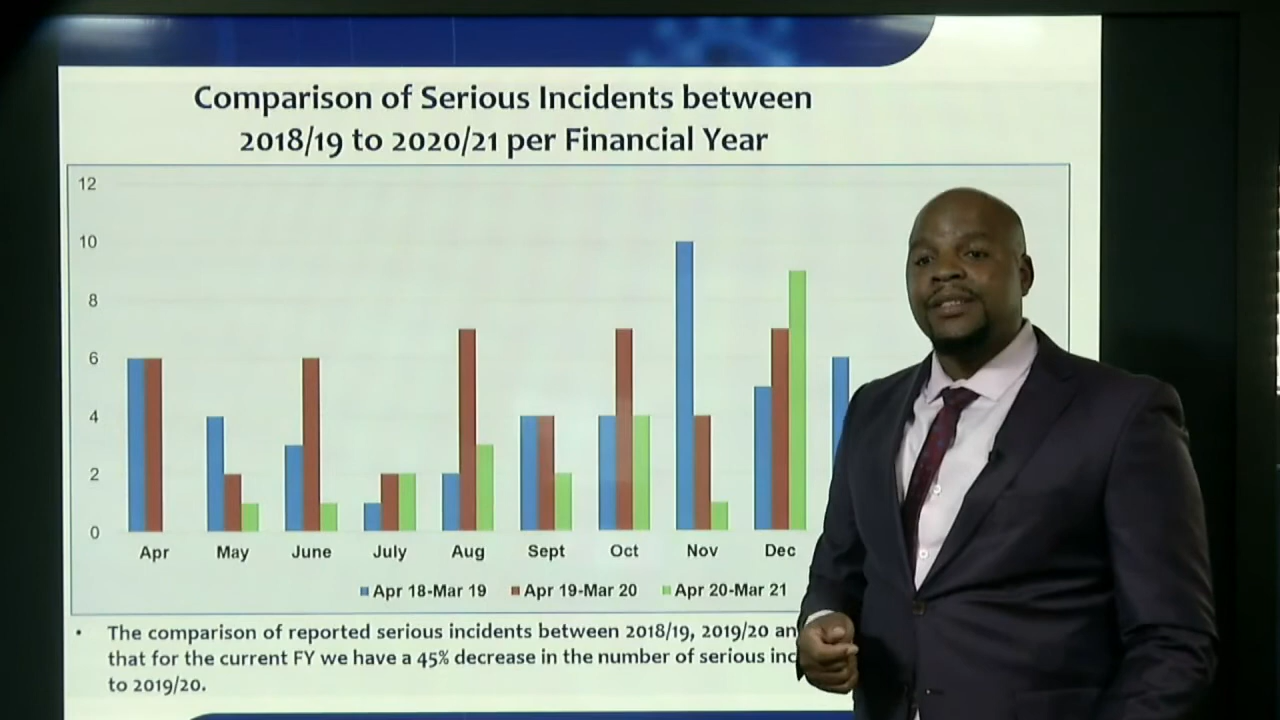 Comparison of Serious Incidents between
2018/19 to 2020/21 per Financial Year
12
10
8
6
4
2
0
Apr May June July Aug Sept Oct Nov Dec
Apr 18-Mar 19 Apr 19-Mar 20 Apr 20-Mar 21
• The comparison of reported serious incidents between 2018/19, 2019/20
that for the current FY we have a 45% decrease in the number of serious
to 2019/20.